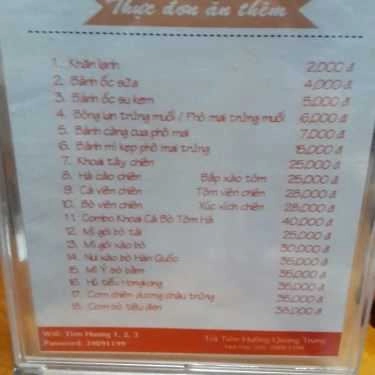 Thực đơn ăn thêm
1. Khăn lạnh 2,000 đ
2. Bánh ốc sữa 4,000 đ
3. Bánh ốc su kem 5,000 đ
4. Bông lan trứng muối / Phô mai trứng muối 6,000 đ
5. Bánh càng cua phô mai 7,000 đ
6. Bánh mì kẹp phô mai trứng 15,000 đ
7. Khoai tây chiên 25,000 đ
8. Há cảo chiên Bắp xào tôm 25,000 đ
9. Cá viên chiên Tôm viên chiên 28,000 đ
10. Bò viên chiên Xúc xích chiên 28,000 đ
11. Combo Khoai Cá Bò Tôm Há 40,000 đ
12. Mì gói bò tái 25,000 đ
13. Mì gói xào bò 30,000 đ
14. Nui xào bò Hàn Quốc 35,000 đ
15. Mì Ý bò bằm 35,000 đ
16. Hủ tiếu Hongkong 35,000 đ
17. Cơm chiên dương châu trứng 35,000 đ
18. Cơm bò tiêu đen 38,000 đ
Wifi: Tien Huong 1, 2, 3
Password: 39091199
Trà Tiên Hưởng Quang Trung